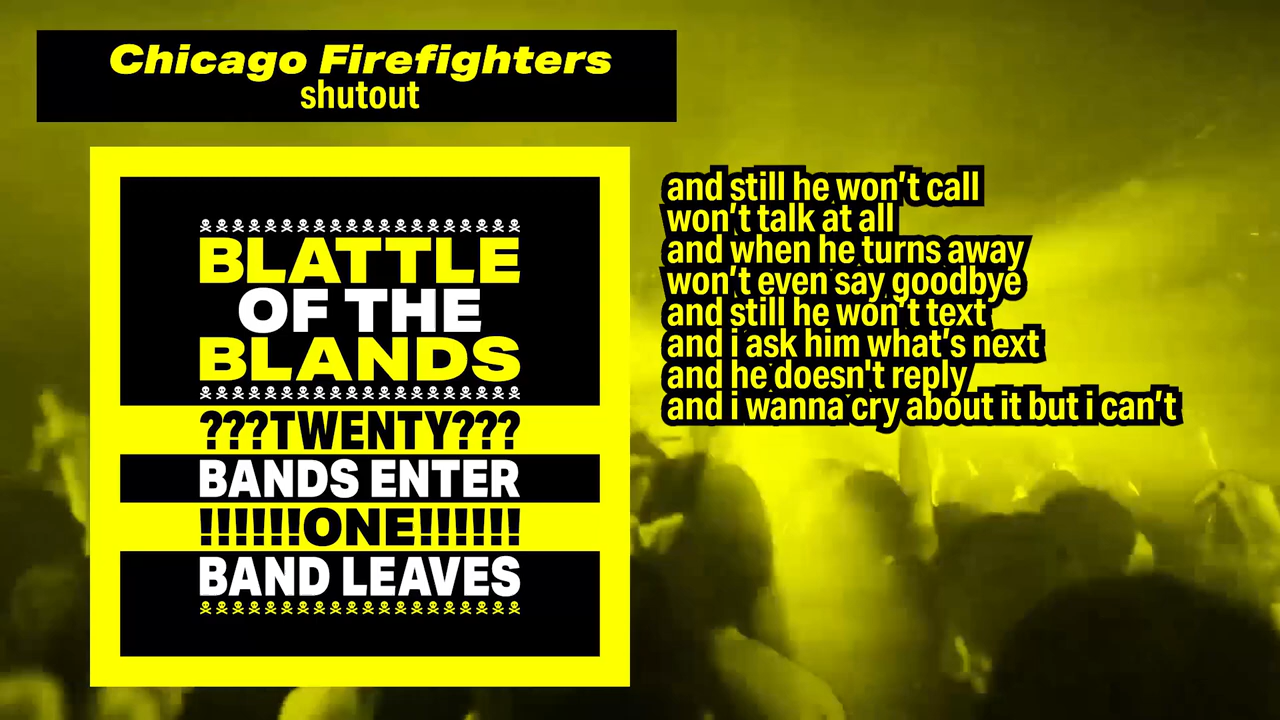 Chicago Firefighters
shutout
BLATTLE
OF THE
BLANDS
???TWENTY???
BANDS ENTER
!!!!!!ONE!!!!!!
BAND LEAVES
and still he won’t call
won’t talk at all
and when he turns away
won’t even say goodbye
and still he won’t text
and i ask him what’s next
and he doesn't reply
and i wanna cry about it but i can’t